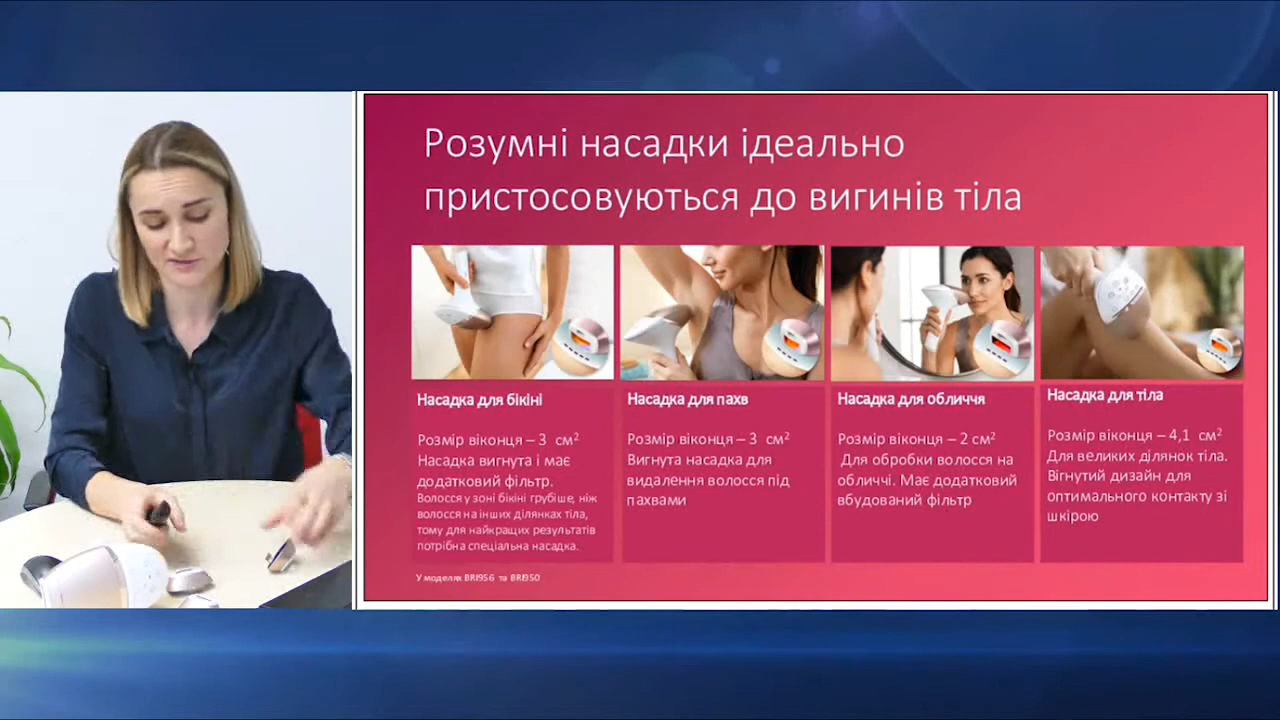 Розумні насадки ідеально
пристосовуються до вигинів тіла
Насадка для бікіні
Розмір віконця – 3 см²
Насадка вигнута і має
додатковий фільтр.
Волосся у зоні бікіні грубіше, ніж
волосся на інших ділянках тіла,
тому для найкращих результатів
потрібна спеціальна насадка.
Насадка для пахв
Розмір віконця – 3 см²
Вигнута насадка для
видалення волосся під
пахвами
Насадка для обличчя
Розмір віконця – 2 см²
Для обробки волосся на
обличчі. Має додатковий
вбудований фільтр
Насадка для тіла
Розмір віконця – 4,1 см²
Для великих ділянок тіла.
Вігнутий дизайн для
оптимального контакту зі
шкірою
У моделях BRI956 та BRI950